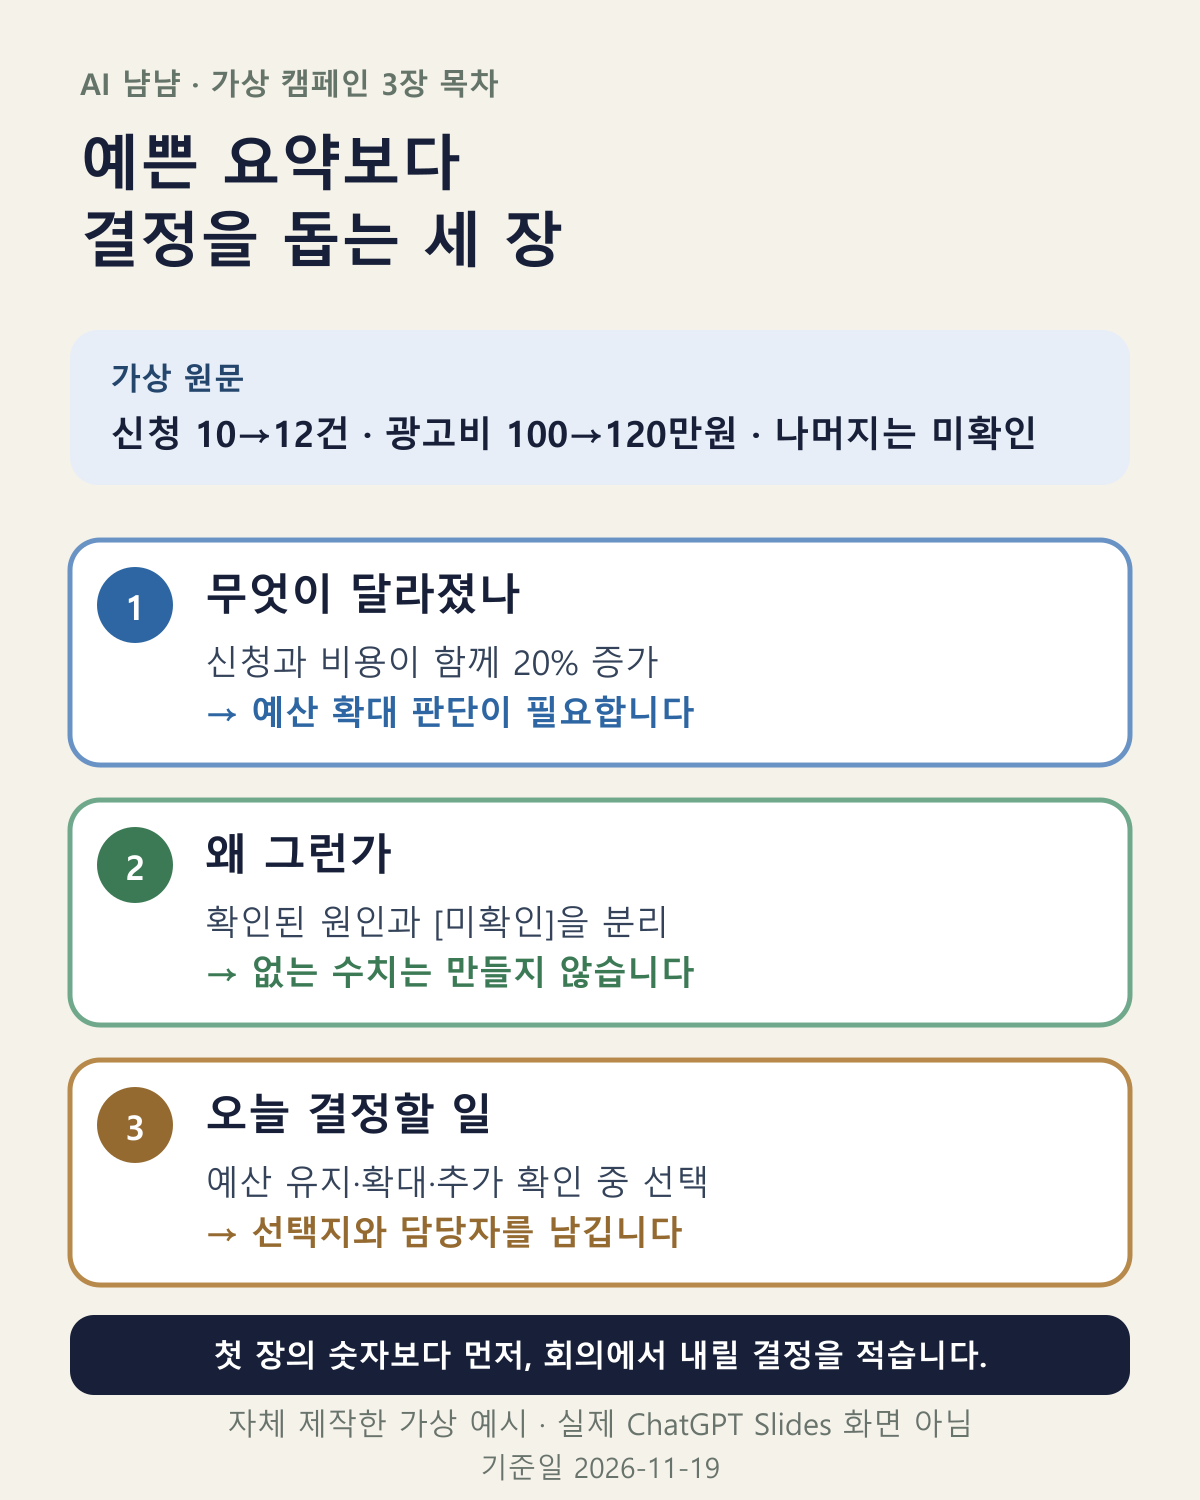 AI 냠냠 · 가상 캠페인 3장 목차
예쁜 요약보다
결정을 돕는 세 장
가상 원문
신청 10→12건 · 광고비 100→120만원 · 나머지는 미확인
1
무엇이 달라졌나
신청과 비용이 함께 20% 증가
→ 예산 확대 판단이 필요합니다
2
왜 그런가
확인된 원인과 [미확인]을 분리
→ 없는 수치는 만들지 않습니다
3
오늘 결정할 일
예산 유지·확대·추가 확인 중 선택
→ 선택지와 담당자를 남깁니다
첫 장의 숫자보다 먼저, 회의에서 내릴 결정을 적습니다.
자체 제작한 가상 예시 · 실제 ChatGPT Slides 화면 아님
기준일 2026-11-19